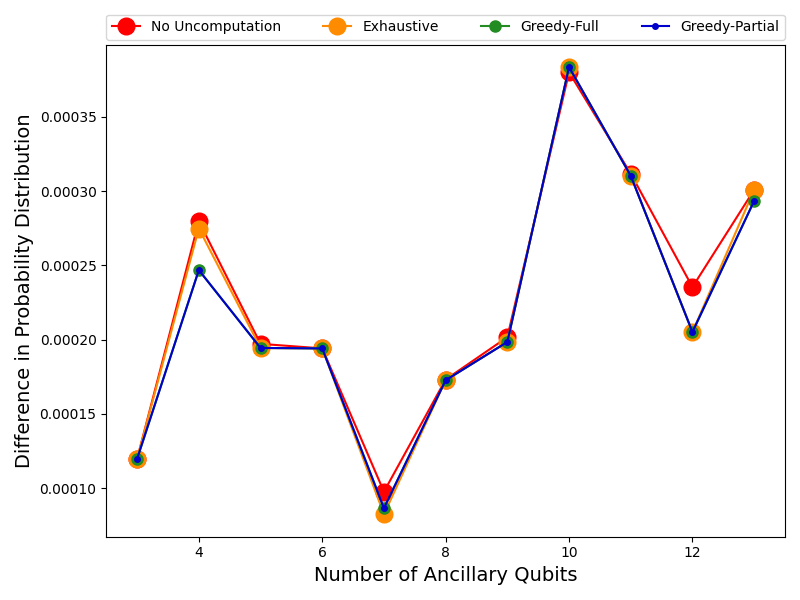 No Uncomputation Exhaustive Greedy-Full Greedy-Partial
Difference in Probability Distribution
0.00035
0.00030
0.00025
0.00020
0.00015
0.00010
4 6 8 10 12
Number of Ancillary Qubits